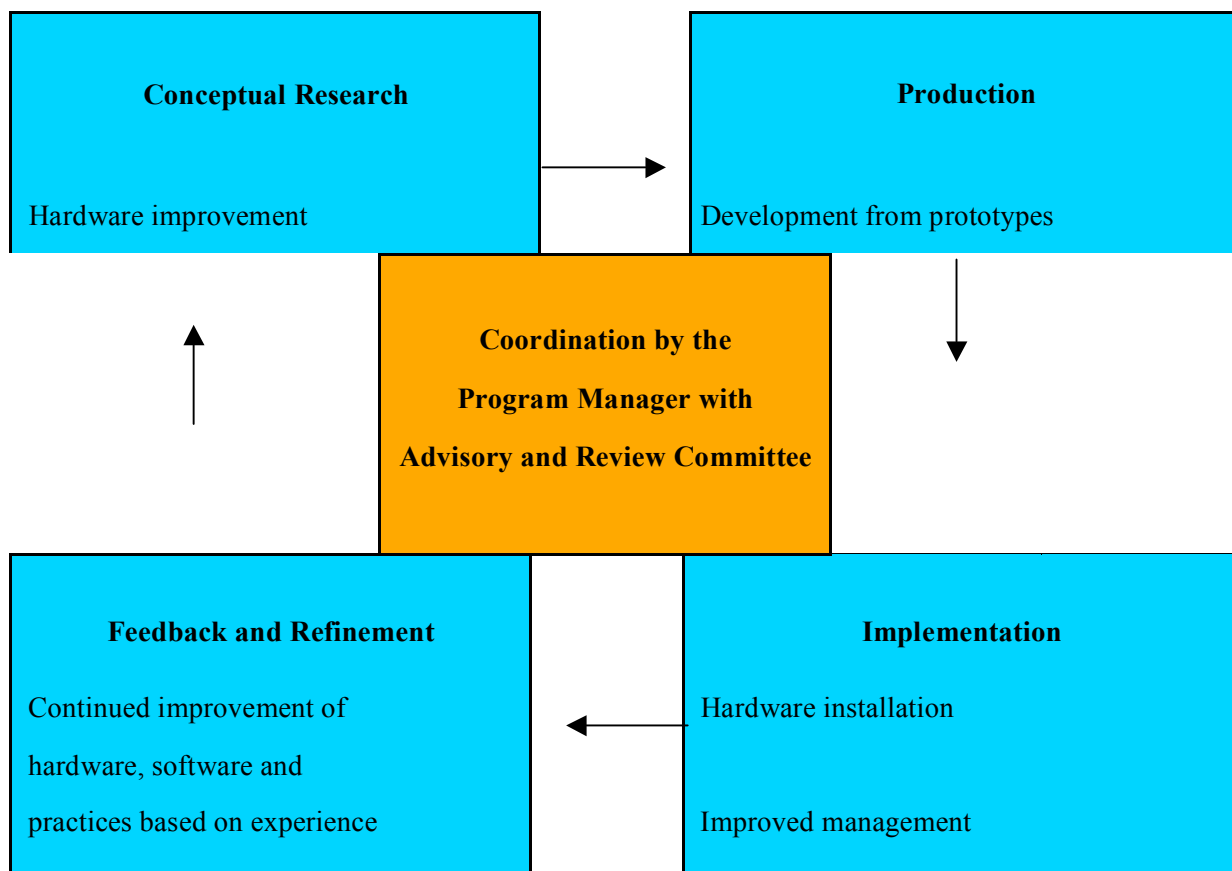 Conceptual Research
Hardware improvement
Production
Development from prototypes
Coordination by the
Program Manager with
Advisory and Review Committee
Feedback and Refinement
Continued improvement of
hardware, software and
practices based on experience
Implementation
Hardware installation
Improved management